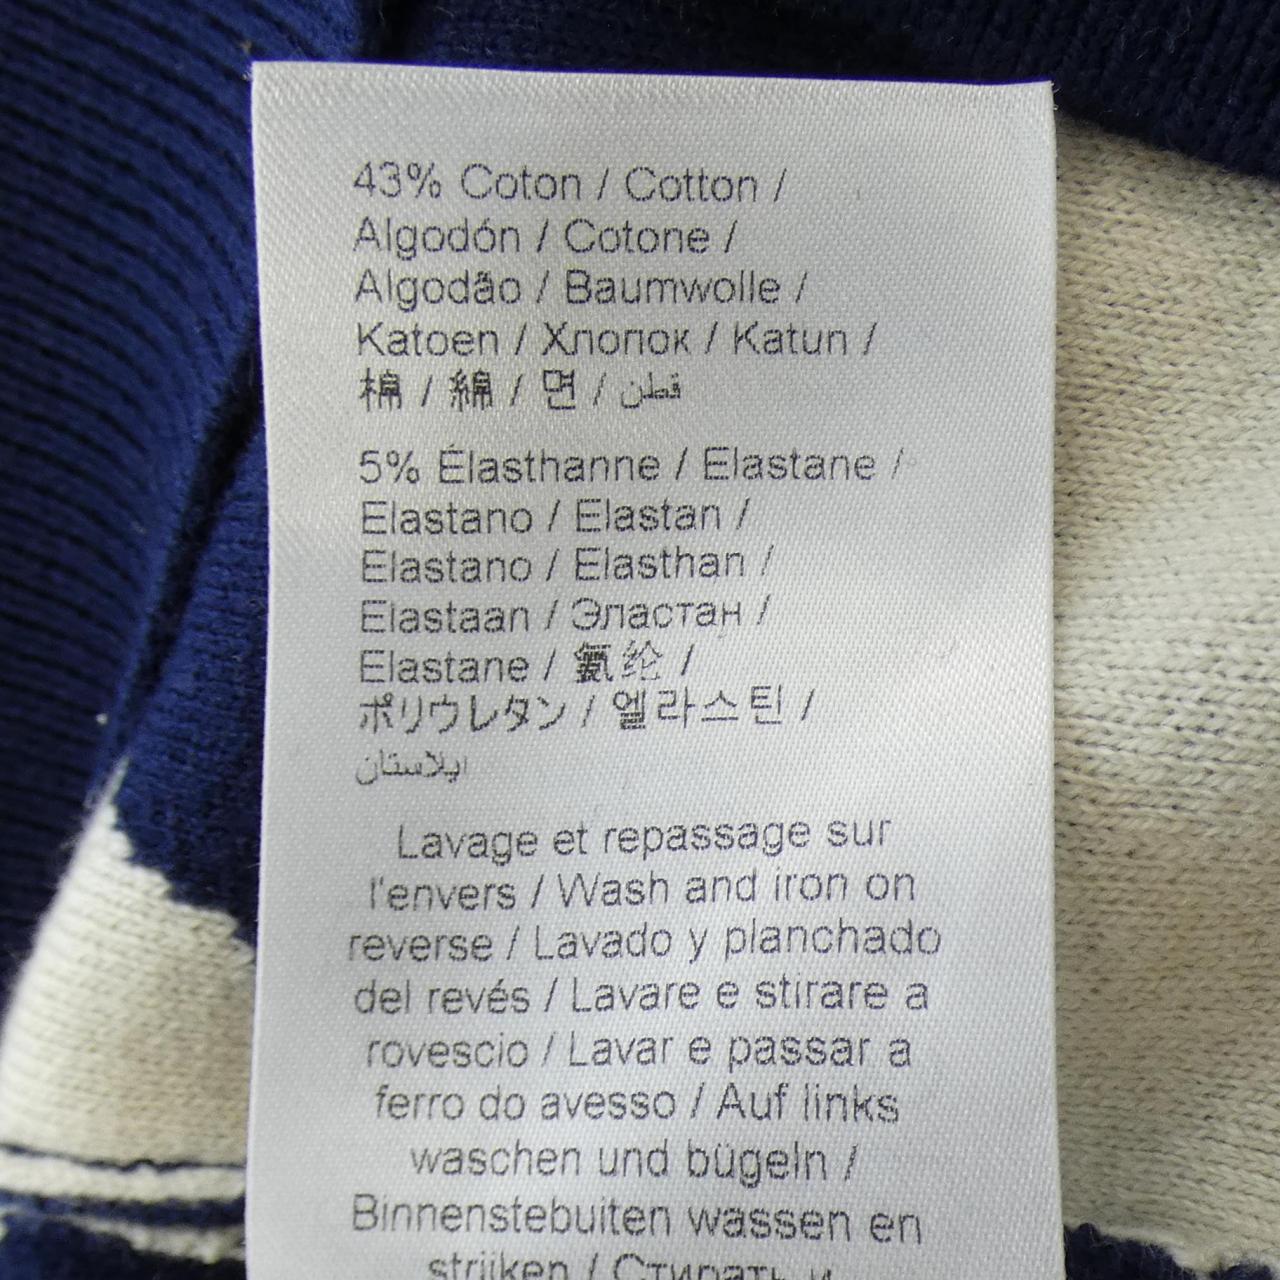 43% Coton / Cotton /
Algodón / Cotone /
Algodão / Baumwolle /
Katoen / Хлопок / Katun /
棉 / 綿 / 면 / قطن
5% Élasthanne / Elastane /
Elastano / Elastan /
Elastano / Elasthan /
Elastaan / Эластан /
Elastane / 氨纶 /
ポリウレタン / 엘라스틴 /
ايلاستان
Lavage et repassage sur
l'envers / Wash and iron on
reverse / Lavado y planchado
del revés / Lavare e stirare a
rovescio / Lavar e passar a
ferro do avesso / Auf links
waschen und bügeln /
Binnenstebuiten wassen en
strijken / Стирать и